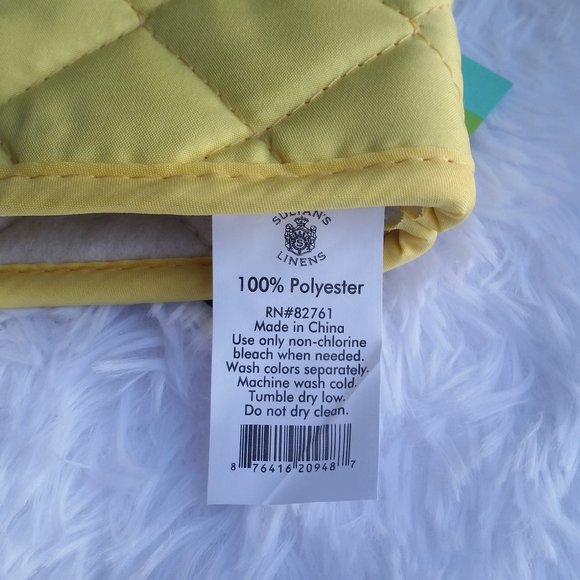 SULTAN'S
S
LINENS
100% Polyester
RN#82761
Made in China
Use only non-chlorine
bleach when needed.
Wash colors separately.
Machine wash cold.
Tumble dry low.
Do not dry clean.
8 76416 20948 7